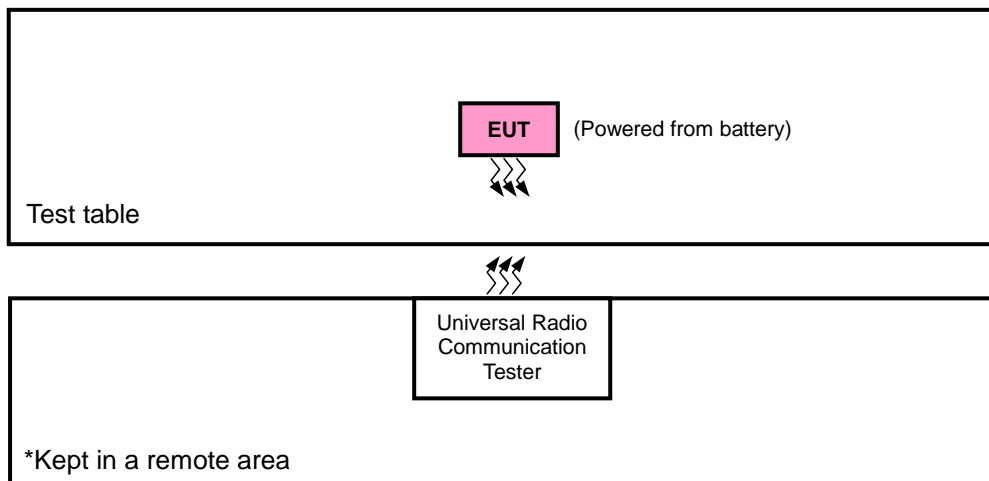 EUT
(Powered from battery)
Test table
Universal Radio
Communication
Tester
*Kept in a remote area